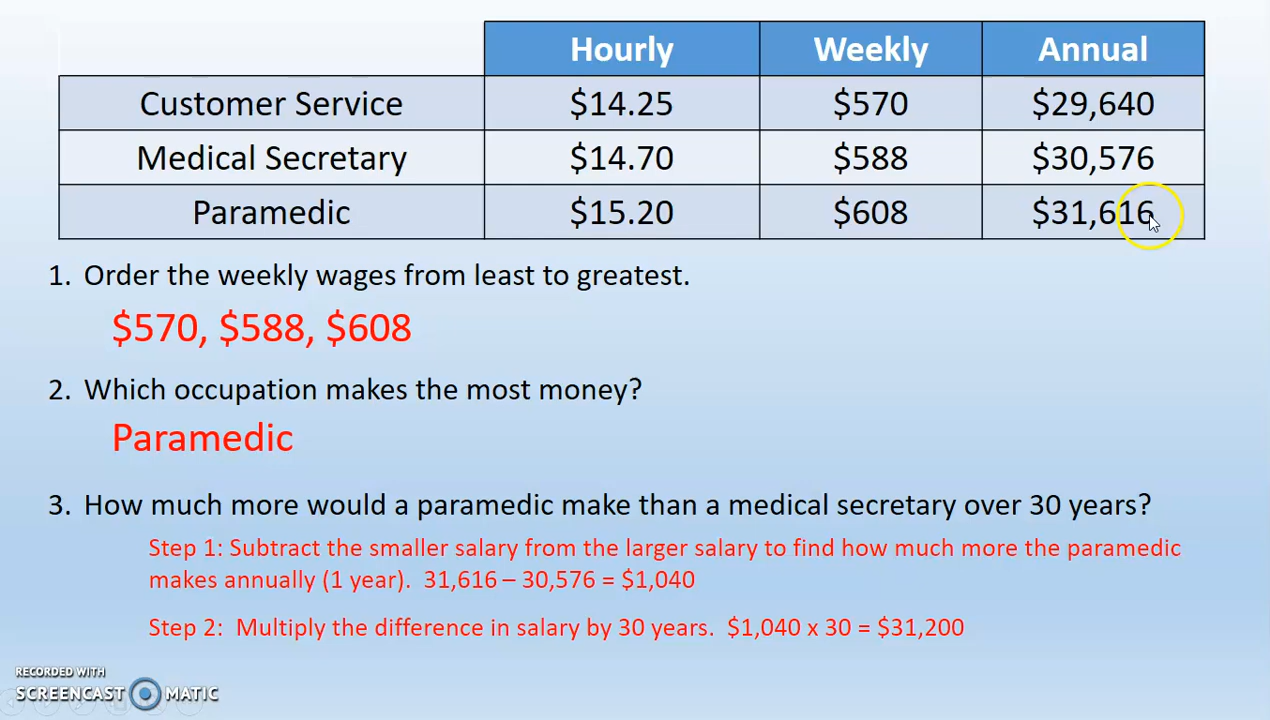 Hourly Weekly Annual
Customer Service $14.25 $570 $29,640
Medical Secretary $14.70 $588 $30,576
Paramedic $15.20 $608 $31,616
1. Order the weekly wages from least to greatest.
$570, $588, $608
2. Which occupation makes the most money?
Paramedic
3. How much more would a paramedic make than a medical secretary over 30 years?
Step 1: Subtract the smaller salary from the larger salary to find how much more the paramedic
makes annually (1 year). 31,616 – 30,576 = $1,040
Step 2: Multiply the difference in salary by 30 years. $1,040 x 30 = $31,200
RECORDED WITH
SCREENCAST MATIC